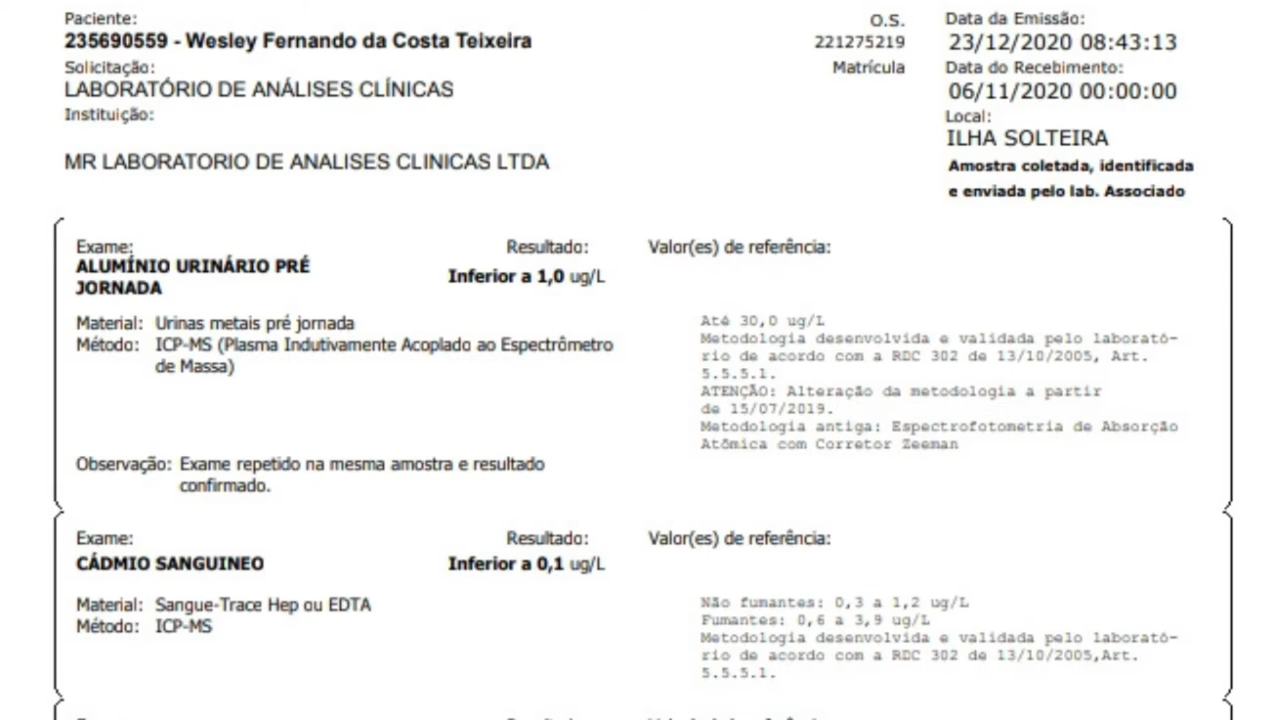 Paciente:
235690559 - Wesley Fernando da Costa Teixeira
Solicitação:
LABORATÓRIO DE ANÁLISES CLÍNICAS
Instituição:
MR LABORATORIO DE ANALISES CLINICAS LTDA
O.S.
221275219
Matrícula
Data da Emissão:
23/12/2020 08:43:13
Data do Recebimento:
06/11/2020 00:00:00
Local:
ILHA SOLTEIRA
Amostra coletada, identificada
e enviada pelo lab. Associado
Exame:
ALUMÍNIO URINÁRIO PRÉ
JORNADA
Resultado:
Inferior a 1,0 ug/L
Valor(es) de referência:
Material: Urinas metais pré jornada
Método: ICP-MS (Plasma Indutivamente Acoplado ao Espectrômetro
de Massa)
Até 30,0 ug/L
Metodologia desenvolvida e validada pelo laborató-
rio de acordo com a RDC 302 de 13/10/2005, Art.
5.5.5.1.
ATENÇÃO: Alteração da metodologia a partir
de 15/07/2019.
Metodologia antiga: Espectrofotometria de Absorção
Atômica com Corretor Zeeman
Observação: Exame repetido na mesma amostra e resultado
confirmado.
Exame:
CÁDMIO SANGUINEO
Resultado:
Inferior a 0,1 ug/L
Valor(es) de referência:
Material: Sangue-Trace Hep ou EDTA
Método: ICP-MS
Não fumantes: 0,3 a 1,2 ug/L
Fumantes: 0,6 a 3,9 ug/L
Metodologia desenvolvida e validada pelo laborató-
rio de acordo com a RDC 302 de 13/10/2005,Art.
5.5.5.1.